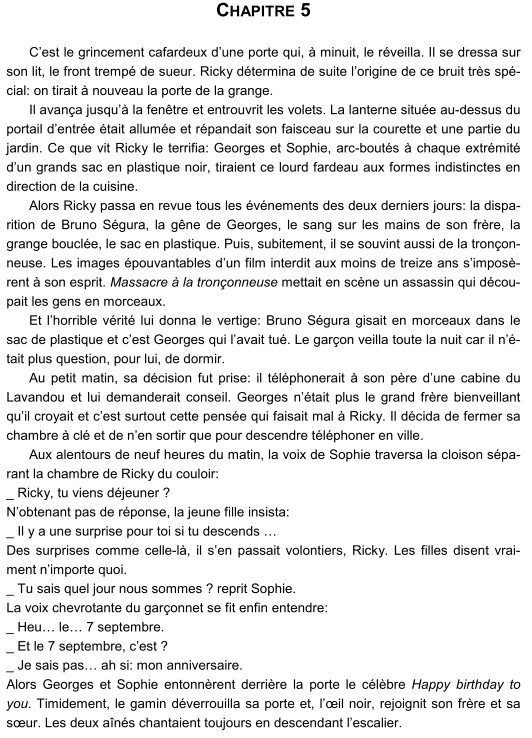 CHAPITRE 5
C’est le grincement cafardeux d’une porte qui, à minuit, le réveilla. Il se dressa sur
son lit, le front trempé de sueur. Ricky détermina de suite l’origine de ce bruit très spé-
cial: on tirait à nouveau la porte de la grange.
Il avança jusqu’à la fenêtre et entrouvrit les volets. La lanterne située au-dessus du
portail d’entrée était allumée et répandait son faisceau sur la courette et une partie du
jardin. Ce que vit Ricky le terrifia: Georges et Sophie, arc-boutés à chaque extrémité
d’un grands sac en plastique noir, tiraient ce lourd fardeau aux formes indistinctes en
direction de la cuisine.
Alors Ricky passa en revue tous les événements des deux derniers jours: la dispa-
rition de Bruno Ségura, la gêne de Georges, le sang sur les mains de son frère, la
grange bouclée, le sac en plastique. Puis, subitement, il se souvint aussi de la tronçon-
neuse. Les images épouvantables d’un film interdit aux moins de treize ans s’imposè-
rent à son esprit. Massacre à la tronçonneuse mettait en scène un assassin qui décou-
pait les gens en morceaux.
Et l’horrible vérité lui donna le vertige: Bruno Ségura gisait en morceaux dans le
sac de plastique et c’est Georges qui l’avait tué. Le garçon veilla toute la nuit car il n’é-
tait plus question, pour lui, de dormir.
Au petit matin, sa décision fut prise: il téléphonerait à son père d’une cabine du
Lavandou et lui demanderait conseil. Georges n’était plus le grand frère bienveillant
qu’il croyait et c’est surtout cette pensée qui faisait mal à Ricky. Il décida de fermer sa
chambre à clé et de n’en sortir que pour descendre téléphoner en ville.
Aux alentours de neuf heures du matin, la voix de Sophie traversa la cloison sépa-
rant la chambre de Ricky du couloir:
_ Ricky, tu viens déjeuner ?
N’obtenant pas de réponse, la jeune fille insista:
_ Il y a une surprise pour toi si tu descends …
Des surprises comme celle-là, il s’en passait volontiers, Ricky. Les filles disent vrai-
ment n’importe quoi.
_ Tu sais quel jour nous sommes ? reprit Sophie.
La voix chevrotante du garçonnet se fit enfin entendre:
_ Heu… le… 7 septembre.
_ Et le 7 septembre, c’est ?
_ Je sais pas… ah si: mon anniversaire.
Alors Georges et Sophie entonnèrent derrière la porte le célèbre Happy birthday to
you. Timidement, le gamin déverrouilla sa porte et, l’œil noir, rejoignit son frère et sa
sœur. Les deux aînés chantaient toujours en descendant l’escalier.